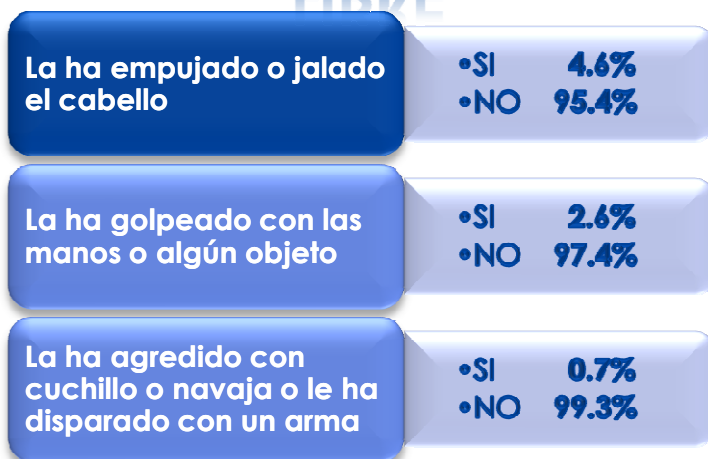 La ha empujado o jalado
el cabello
•SI 4.6%
•NO 95.4%
La ha golpeado con las
manos o algún objeto
•SI 2.6%
•NO 97.4%
La ha agredido con
cuchillo o navaja o le ha
disparado con un arma
•SI 0.7%
•NO 99.3%